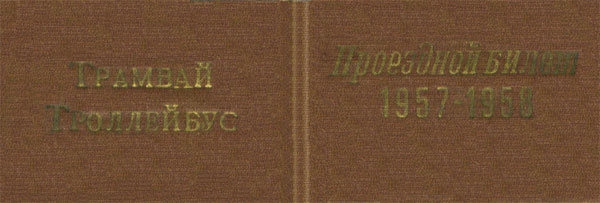 Трамвай
Троллейбус
Проездной билет
1957-1958